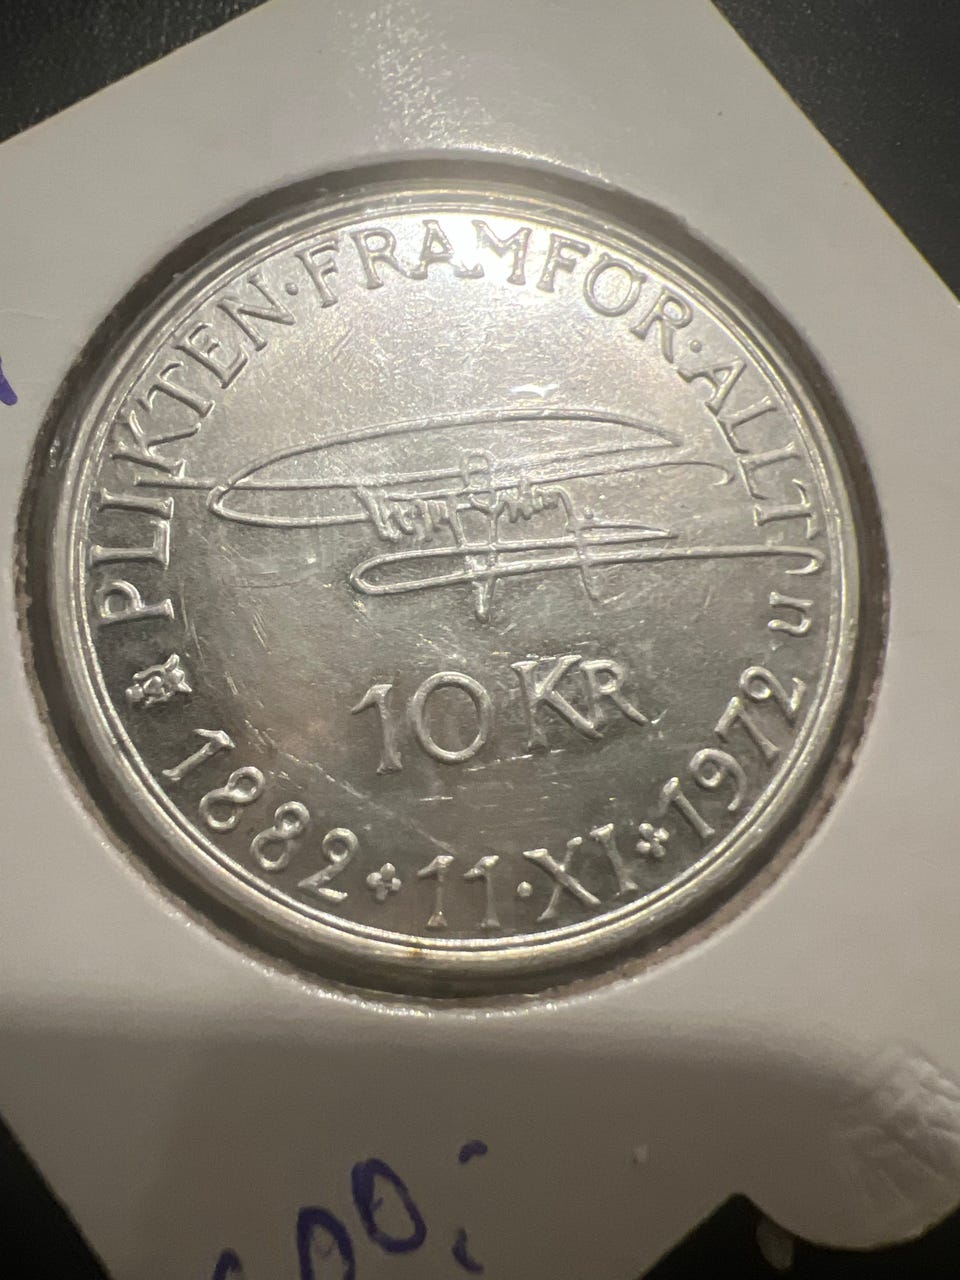 PLIKTEN·FRAMFÖR·ALLT
U
10 KR
1882 11·XI 1972